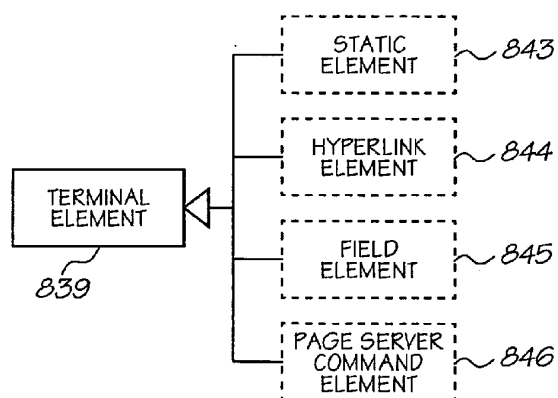 STATIC
ELEMENT
843
HYPERLINK
ELEMENT
844
TERMINAL
ELEMENT
839
FIELD
ELEMENT
845
PAGE SERVER
COMMAND
ELEMENT
846